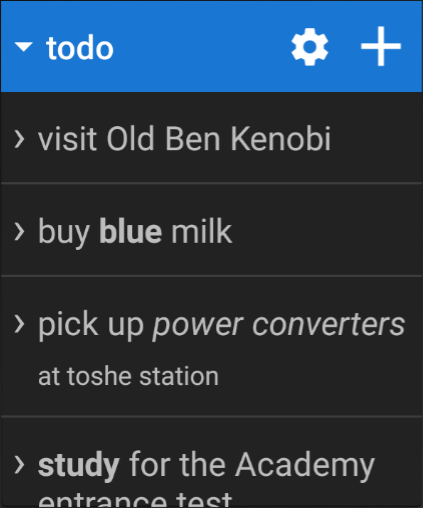 todo
visit Old Ben Kenobi
buy blue milk
pick up power converters
at toshe station
study for the Academy
entrance test